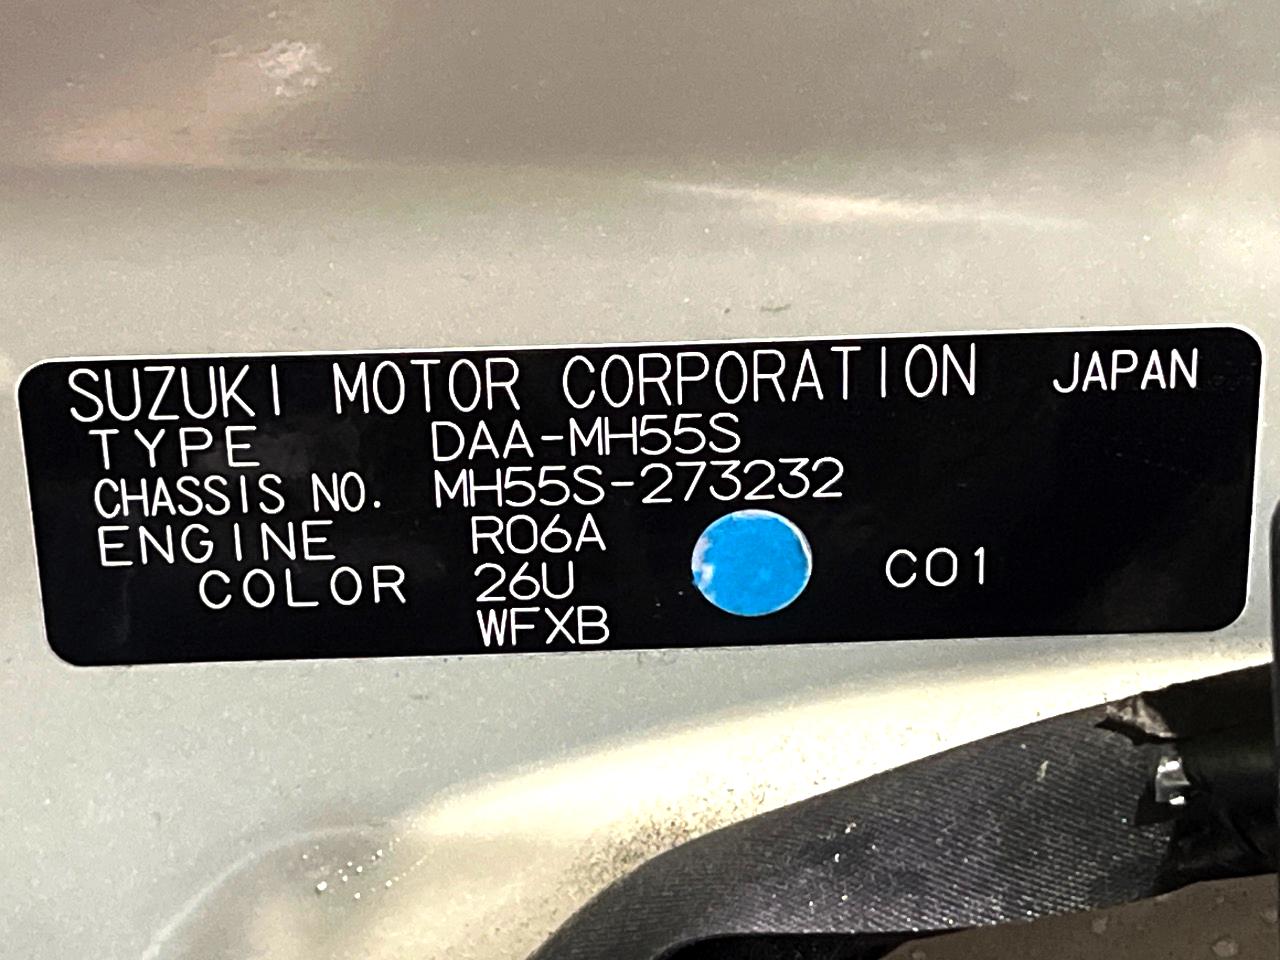 SUZUKI MOTOR CORPORATION JAPAN
TYPE DAA-MH55S
CHASSIS NO. MH55S-273232
ENGINE R06A
COLOR 26U C01
WFXB